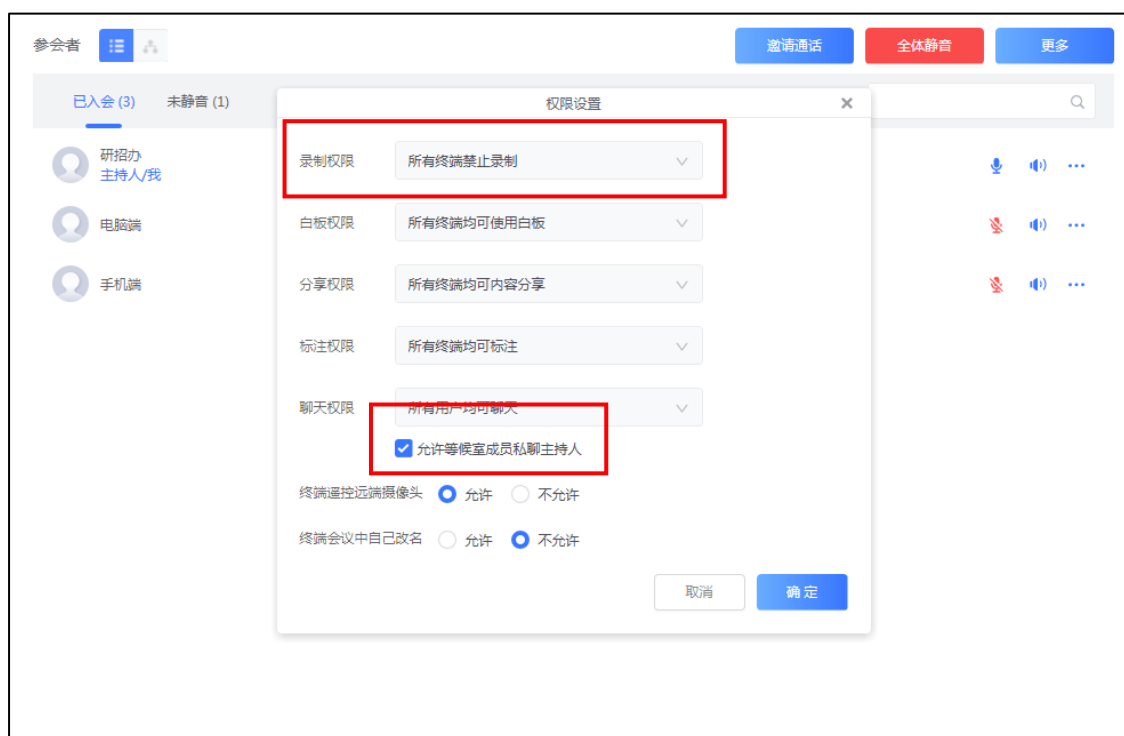 参会者 邀请通话 全体静音 更多
已入会 (3) 未静音 (1)
权限设置
研招办
主持人/我
电脑端
手机端
录制权限 所有终端禁止录制
白板权限 所有终端均可使用白板
分享权限 所有终端均可内容分享
标注权限 所有终端均可标注
聊天权限 所有用户均可聊天
允许等候室成员私聊主持人
终端遥控远端摄像头 允许 不允许
终端会议中自己改名 允许 不允许
取消 确定